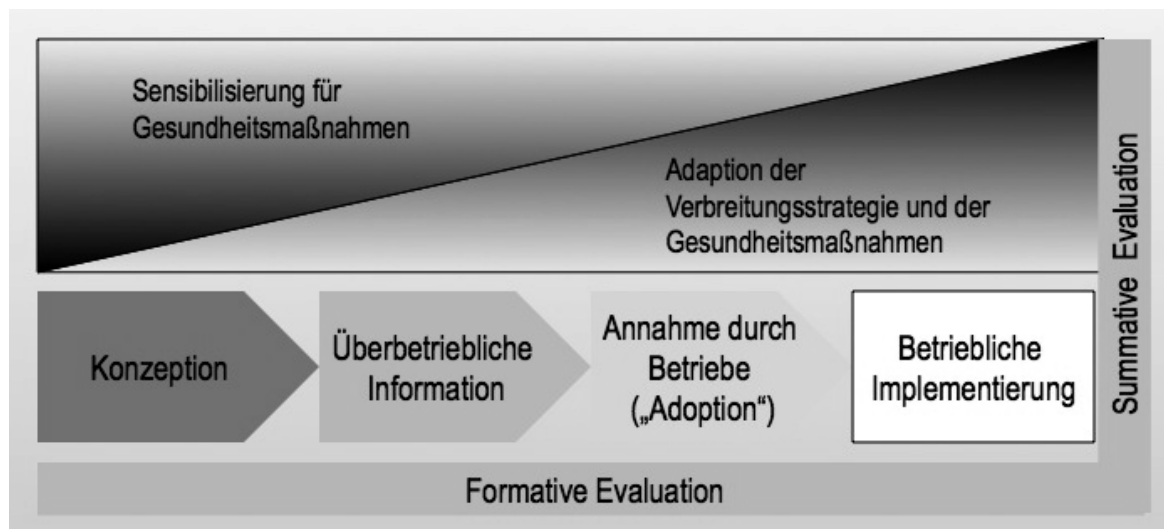 Sensibilisierung für
Gesundheitsmaßnahmen
Adaption der
Verbreitungsstrategie und der
Gesundheitsmaßnahmen
Konzeption
Überbetriebliche
Information
Annahme durch
Betriebe
(„Adoption“)
Betriebliche
Implementierung
Summative Evaluation
Formative Evaluation